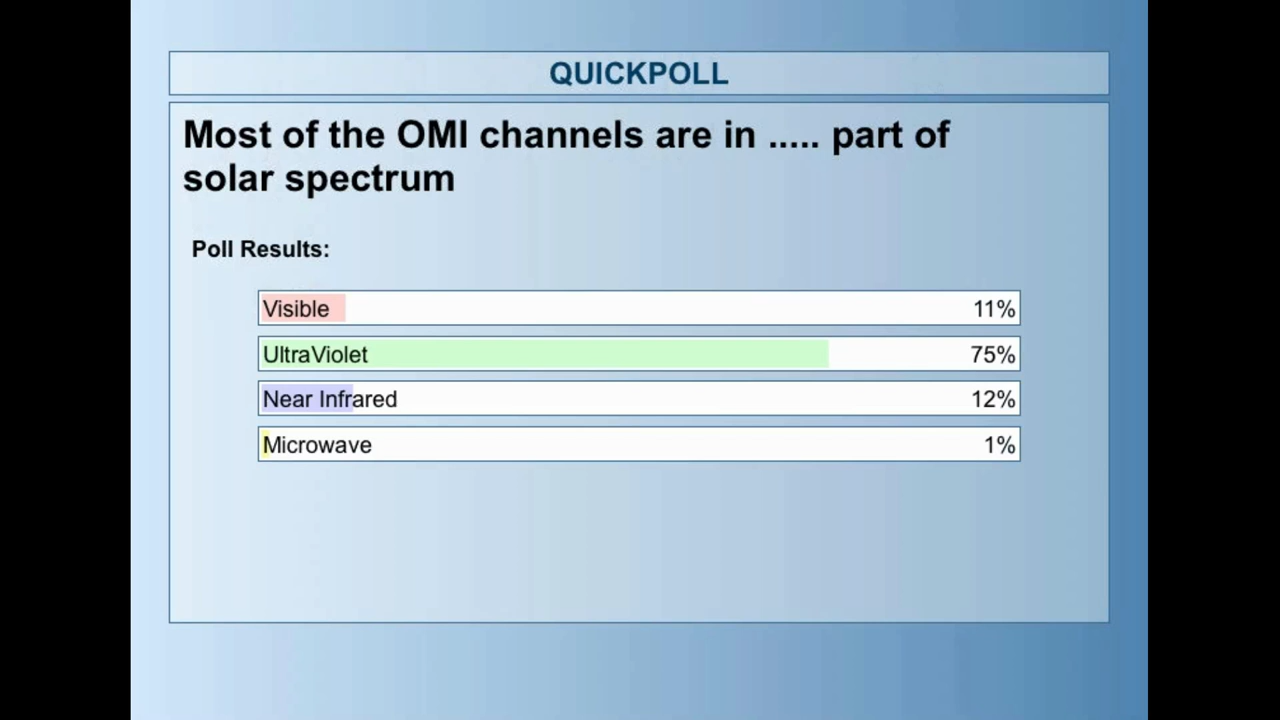 QUICKPOLL
Most of the OMI channels are in ..... part of
solar spectrum
Poll Results:
Visible 11%
UltraViolet 75%
Near Infrared 12%
Microwave 1%